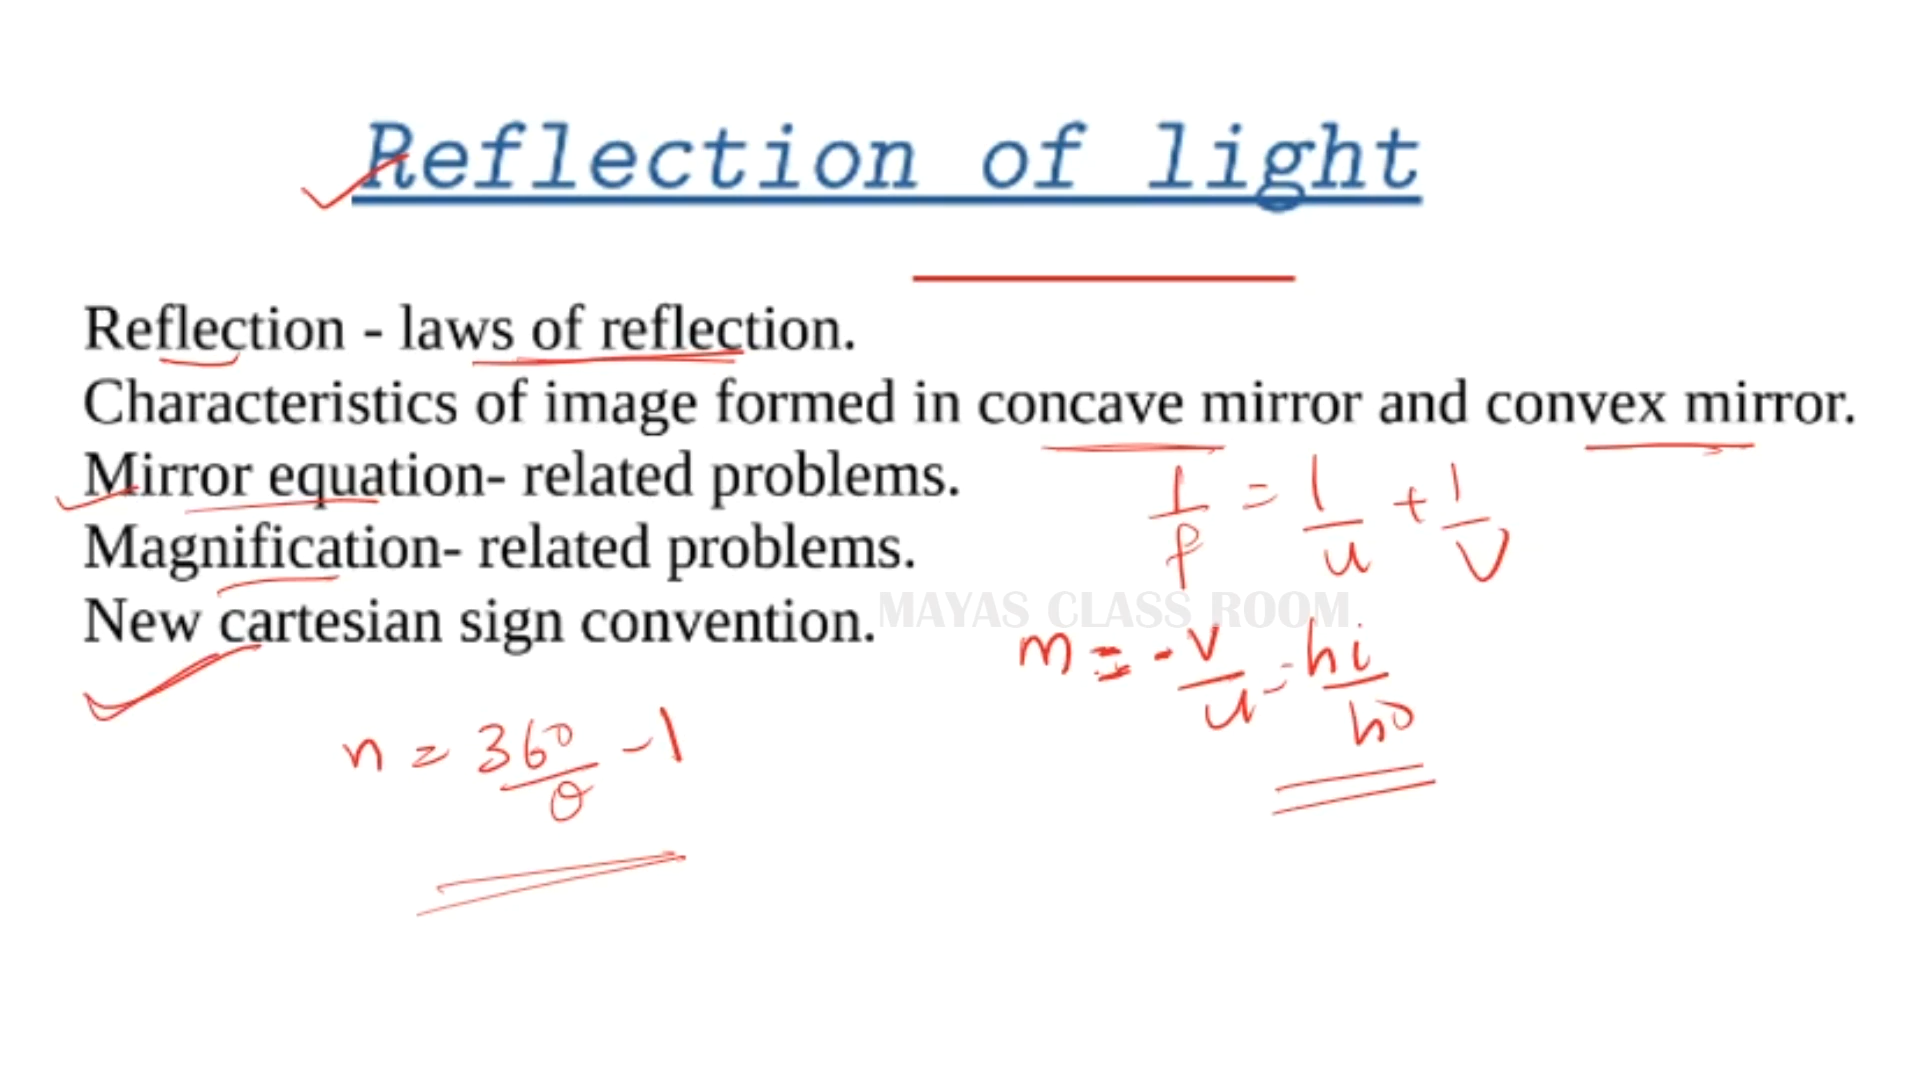 Reflection of light
Reflection - laws of reflection.
Characteristics of image formed in concave mirror and convex mirror.
Mirror equation- related problems.
1/f = 1/u + 1/v
Magnification- related problems.
New cartesian sign convention.
MAYAS CLASS ROOM
m = -v/u = hi/ho
n = 360/θ - 1